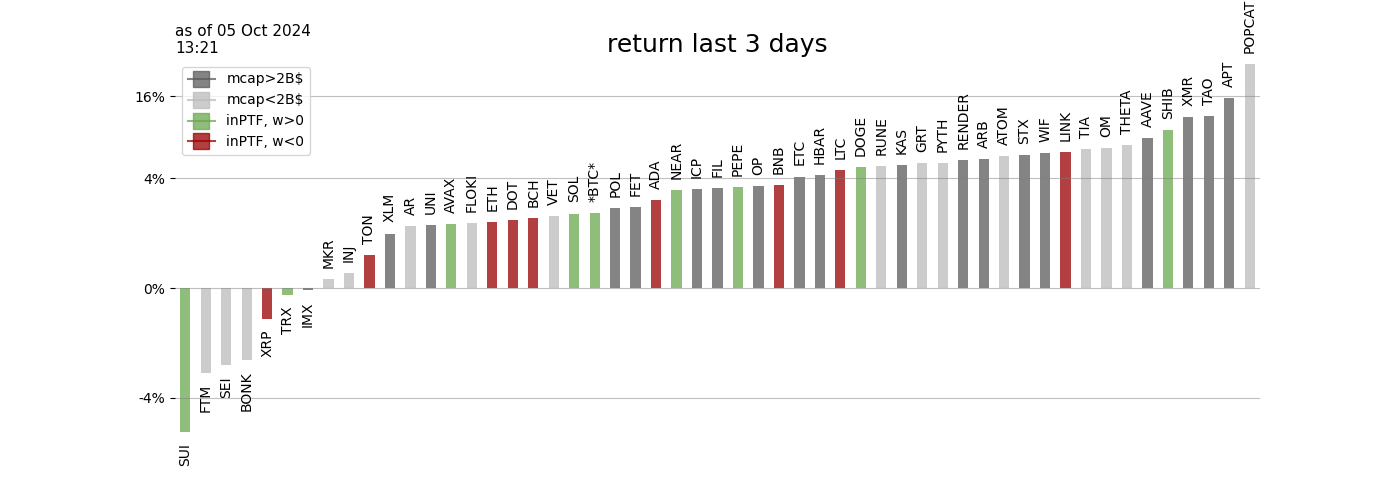 as of 05 Oct 2024
13:21
return last 3 days
mcap>2B$
mcap<2B$
inPTF, w>0
inPTF, w<0
16%
4%
0%
-4%
SUI
FTM
SEI
BONK
XRP
TRX
IMX
MKR
INJ
TON
XLM
AR
UNI
AVAX
FLOKI
ETH
DOT
BCH
VET
SOL
*BTC*
POL
FET
ADA
NEAR
ICP
FIL
PEPE
OP
BNB
ETC
HBAR
LTC
DOGE
RUNE
KAS
GRT
PYTH
RENDER
ARB
ATOM
STX
WIF
LINK
TIA
OM
THETA
AAVE
SHIB
XMR
TAO
APT
POPCAT